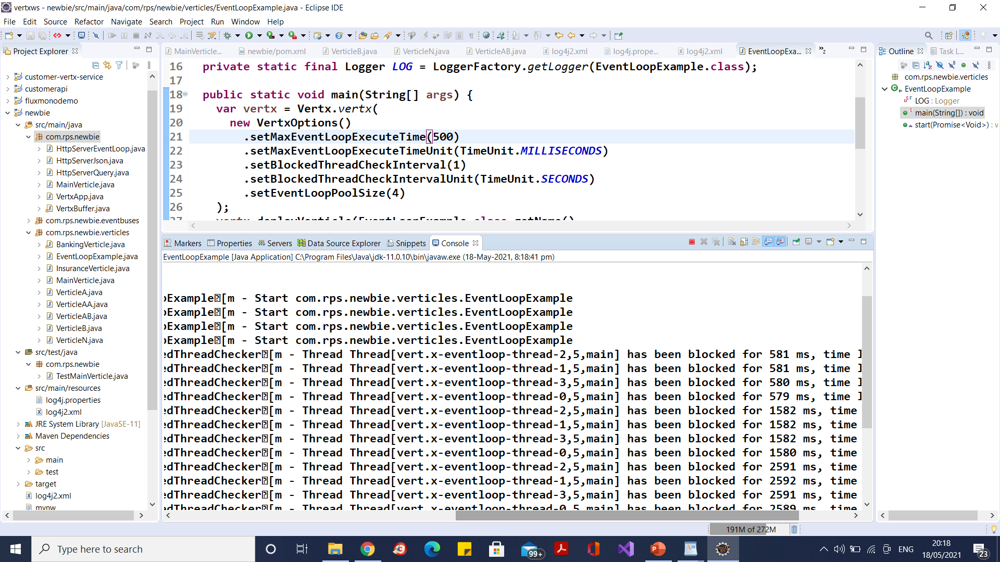 vertxws - newbie/src/main/java/com/rps/newbie/verticles/EventLoopExample.java - Eclipse IDE
File Edit Source Refactor Navigate Search Project Run Window Help
Project Explorer
customer-vertx-service
customerapi
fluxmonodemo
newbie
src/main/java
com.rps.newbie
HttpServerEventLoop.java
HttpServerJson.java
HttpServerQuery.java
MainVerticle.java
VertxApp.java
VertxBuffer.java
com.rps.newbie.eventbuses
com.rps.newbie.verticles
BankingVerticle.java
EventLoopExample.java
InsuranceVerticle.java
MainVerticle.java
VerticleA.java
VerticleAA.java
VerticleAB.java
VerticleB.java
VerticleN.java
src/test/java
com.rps.newbie
TestMainVerticle.java
src/main/resources
log4j.properties
log4j2.xml
JRE System Library [JavaSE-11]
Maven Dependencies
src
main
test
target
log4j2.xml
mvnw
MainVerticle... newbie/pom.xml VerticleB.java VerticleN.java VerticleAB.java log4j2.xml log4j.prope... log4j2.xml EventLoopExa... »2
16 private static final Logger LOG = LoggerFactory.getLogger(EventLoopExample.class);
17
18 public static void main(String[] args) {
19 var vertx = Vertx.vertx(
20 new VertxOptions()
21 .setMaxEventLoopExecuteTime(500)
22 .setMaxEventLoopExecuteTimeUnit(TimeUnit.MILLISECONDS)
23 .setBlockedThreadCheckInterval(1)
24 .setBlockedThreadCheckIntervalUnit(TimeUnit.SECONDS)
25 .setEventLoopPoolSize(4)
26 );
27 vertx.deployVerticle(EventLoopExample.class.getName()
Markers Properties Servers Data Source Explorer Snippets Console
EventLoopExample [Java Application] C:\Program Files\Java\jdk-11.0.10\bin\javaw.exe (18-May-2021, 8:18:41 pm)
pExample[m - Start com.rps.newbie.verticles.EventLoopExample
pExample[m - Start com.rps.newbie.verticles.EventLoopExample
pExample[m - Start com.rps.newbie.verticles.EventLoopExample
pExample[m - Start com.rps.newbie.verticles.EventLoopExample
edThreadChecker[m - Thread Thread[vert.x-eventloop-thread-2,5,main] has been blocked for 581 ms, time l
edThreadChecker[m - Thread Thread[vert.x-eventloop-thread-1,5,main] has been blocked for 581 ms, time l
edThreadChecker[m - Thread Thread[vert.x-eventloop-thread-3,5,main] has been blocked for 580 ms, time l
edThreadChecker[m - Thread Thread[vert.x-eventloop-thread-0,5,main] has been blocked for 579 ms, time l
edThreadChecker[m - Thread Thread[vert.x-eventloop-thread-2,5,main] has been blocked for 1582 ms, time
edThreadChecker[m - Thread Thread[vert.x-eventloop-thread-1,5,main] has been blocked for 1582 ms, time
edThreadChecker[m - Thread Thread[vert.x-eventloop-thread-3,5,main] has been blocked for 1582 ms, time
edThreadChecker[m - Thread Thread[vert.x-eventloop-thread-0,5,main] has been blocked for 1580 ms, time
edThreadChecker[m - Thread Thread[vert.x-eventloop-thread-2,5,main] has been blocked for 2591 ms, time
edThreadChecker[m - Thread Thread[vert.x-eventloop-thread-1,5,main] has been blocked for 2592 ms, time
edThreadChecker[m - Thread Thread[vert.x-eventloop-thread-3,5,main] has been blocked for 2591 ms, time
edThreadChecker[m - Thread Thread[vert.x-eventloop-thread-0,5,main] has been blocked for 2589 ms, time
Outline Task L...
com.rps.newbie.verticles
EventLoopExample
LOG : Logger
main(String[]) : void
start(Promise<Void>) : v
191M of 272M
Type here to search
99+
ENG
20:18
18/05/2021
23